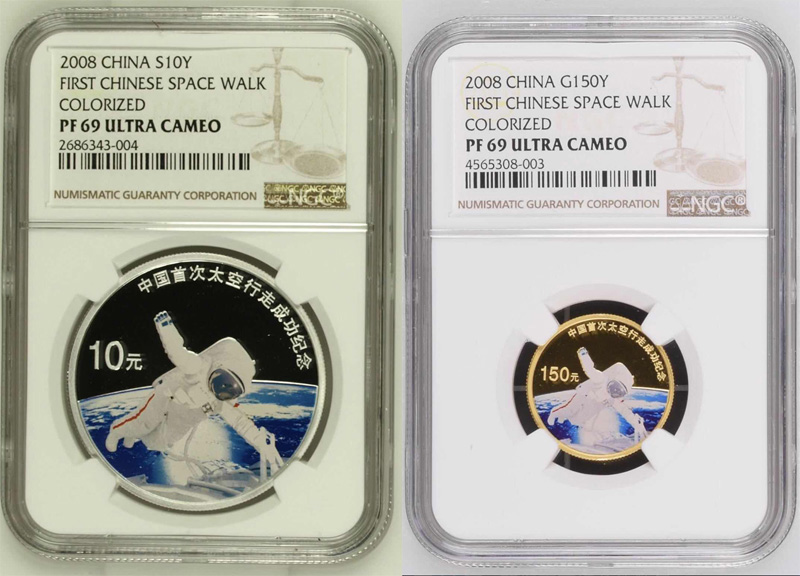 2008 CHINA S10Y
FIRST CHINESE SPACE WALK
COLORIZED
PF 69 ULTRA CAMEO
2686343-004
NUMISMATIC GUARANTY CORPORATION
NGC
中国首次太空行走成功纪念
10元
2008 CHINA G150Y
FIRST CHINESE SPACE WALK
COLORIZED
PF 69 ULTRA CAMEO
4565308-003
NUMISMATIC GUARANTY CORPORATION
NGC®
中国首次太空行走成功纪念
150元